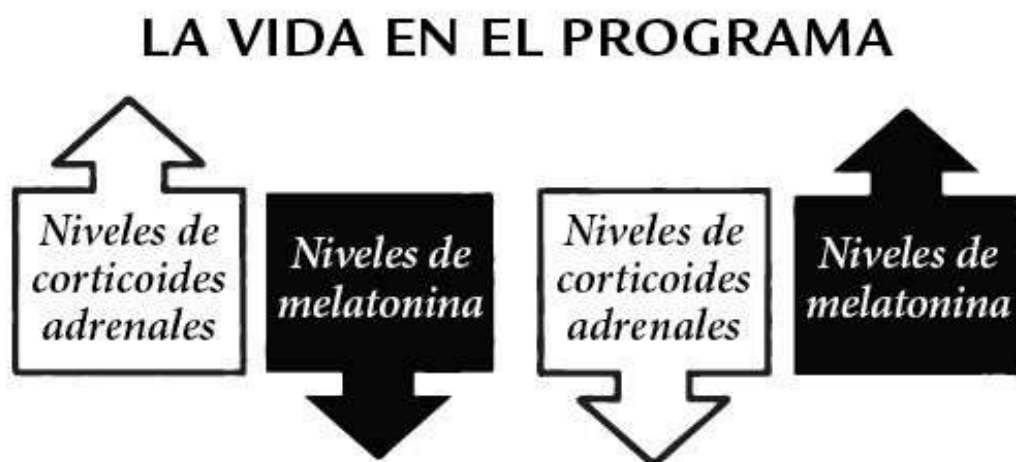 LA VIDA EN EL PROGRAMA
Niveles de
corticoides
adrenales
Niveles de
melatonina
Niveles de
corticoides
adrenales
Niveles de
melatonina